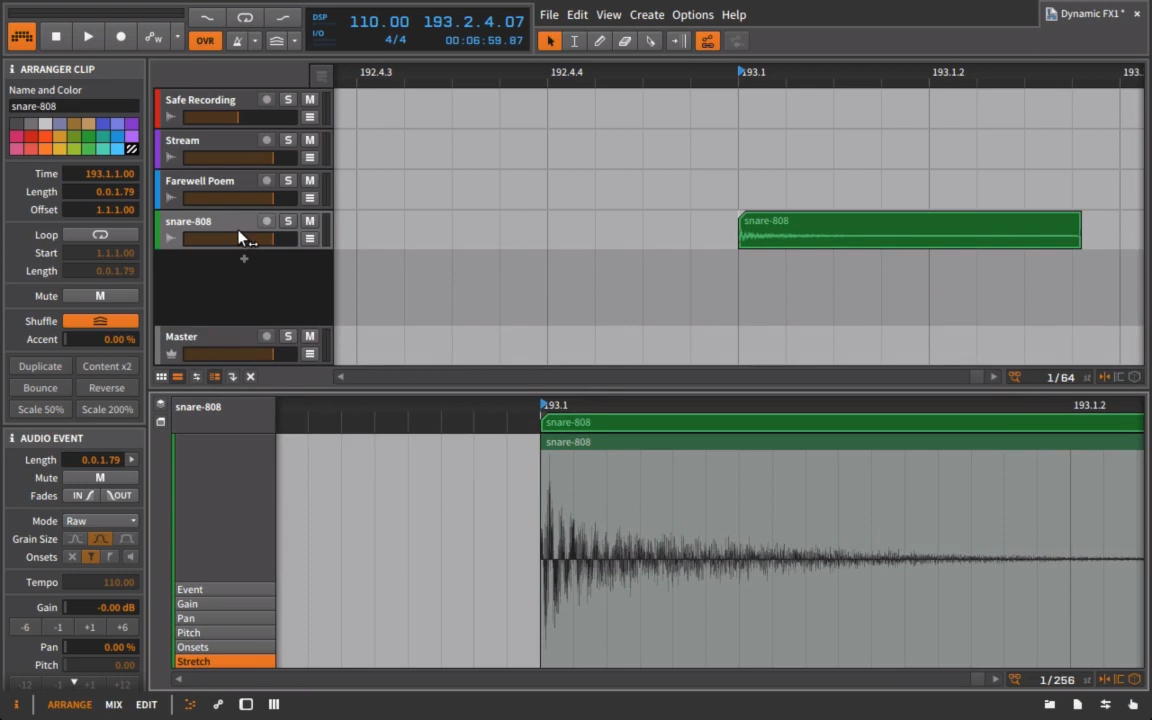 DSP
I/O
110.00
193.2.4.07
4/4
00:06:59.87
OVR
File Edit View Create Options Help
Dynamic FX1*
ARRANGER CLIP
Name and Color
snare-808
Time 193.1.1.00
Length 0.0.1.79
Offset 1.1.1.00
Loop
Start 1.1.1.00
Length 0.0.1.79
Mute M
Shuffle
Accent 0.00 %
Duplicate Content x2
Bounce Reverse
Scale 50% Scale 200%
AUDIO EVENT
Length 0.0.1.79
Mute M
Fades IN OUT
Mode Raw
Grain Size
Onsets
Tempo 110.00
Gain -0.00 dB
-6 -1 +1 +6
Pan 0.00 %
Pitch 0.00
-12 -1 +1 +12
192.4.3 192.4.4 193.1 193.1.2 193.
Safe Recording S M
Stream S M
Farewell Poem S M
snare-808 S M
snare-808
Master S M
1/64 st
snare-808
193.1 193.1.2
snare-808
snare-808
Event
Gain
Pan
Pitch
Onsets
Stretch
1/256 st
ARRANGE MIX EDIT